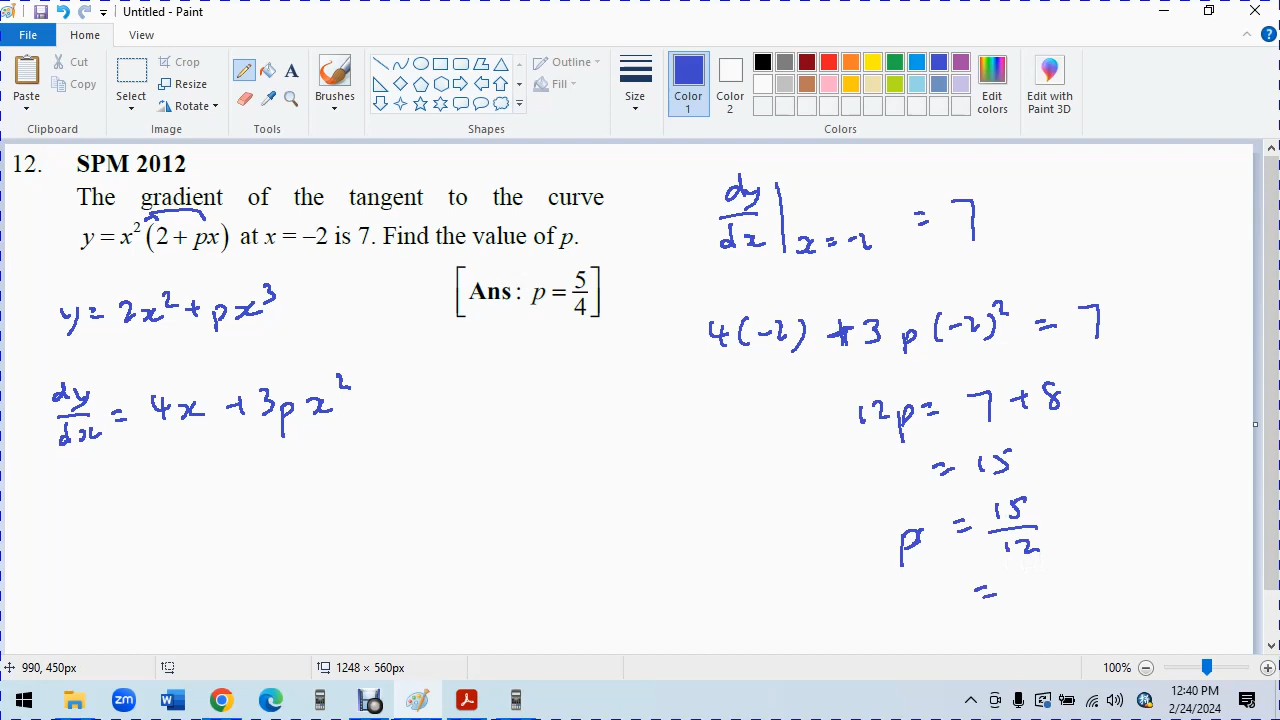 Untitled - Paint
File Home View
Paste Cut Copy Clipboard
Select Crop Resize Rotate Image
A Tools
Brushes
Outline Fill Shapes
Size
Color 1 Color 2 Edit colors Colors
Edit with Paint 3D
12. SPM 2012
The gradient of the tangent to the curve
y = x² (2 + px) at x = –2 is 7. Find the value of p.
[Ans : p = 5/4]
y = 2x² + px³
dy/dx = 4x + 3px²
dy/dx | x = -2 = 7
4(-2) + 3p(-2)² = 7
12p = 7 + 8
= 15
p = 15/12
=
990, 450px 1248 × 560px 100%
12:40 PM
2/24/2024